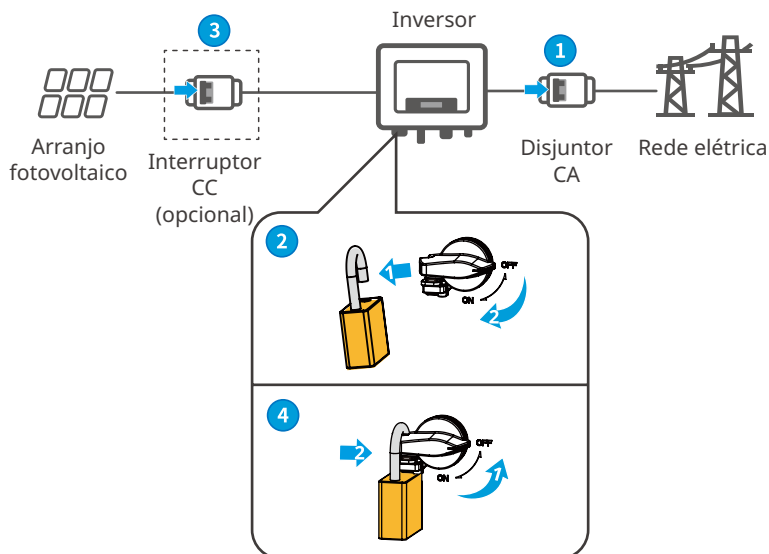 3
Inversor
1
Arranjo
fotovoltaico
Interruptor
CC
(opcional)
Disjuntor
CA
Rede elétrica
2
1
OFF
ON
2
4
2
OFF
ON
1